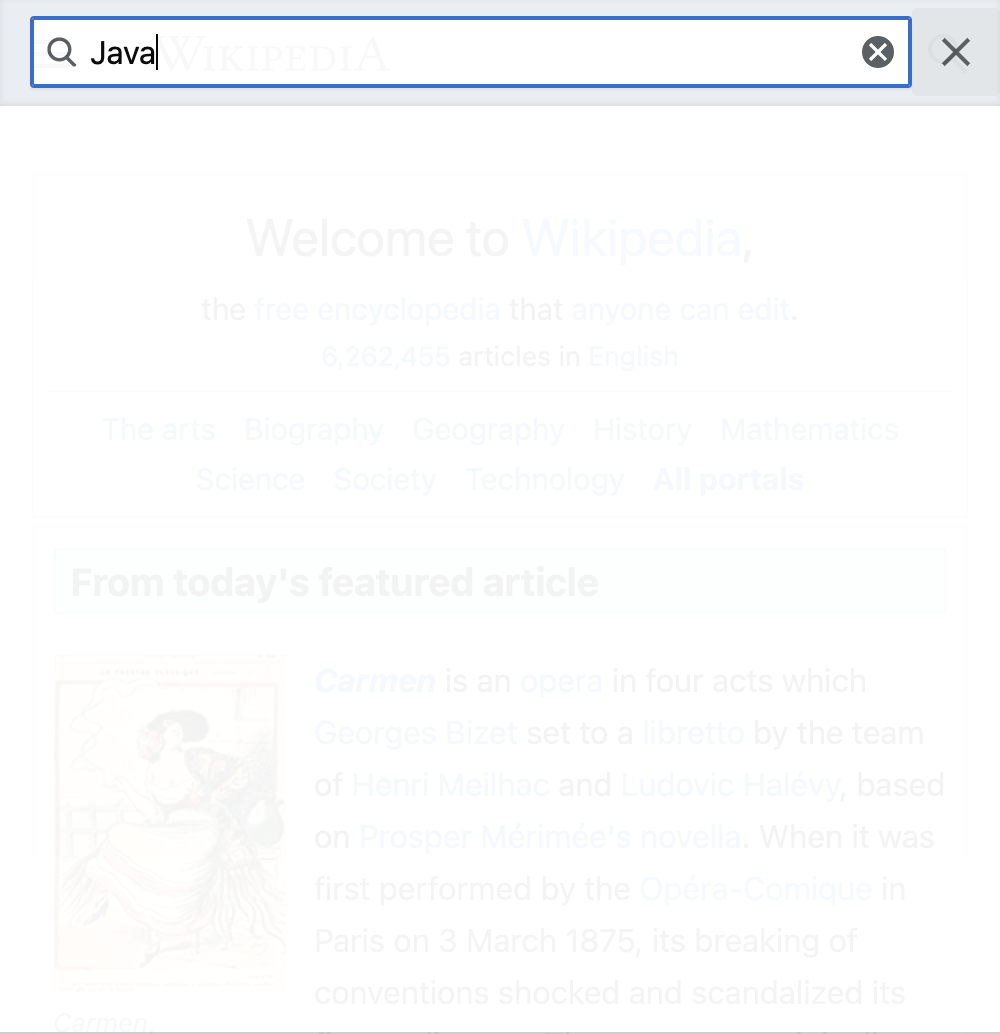 Java WIKIPEDIA
Welcome to Wikipedia,
the free encyclopedia that anyone can edit.
6,262,455 articles in English
The arts Biography Geography History Mathematics
Science Society Technology All portals
From today's featured article
Carmen is an opera in four acts which
Georges Bizet set to a libretto by the team
of Henri Meilhac and Ludovic Halévy, based
on Prosper Mérimée's novella. When it was
first performed by the Opéra-Comique in
Paris on 3 March 1875, its breaking of
conventions shocked and scandalized its
Carmen,